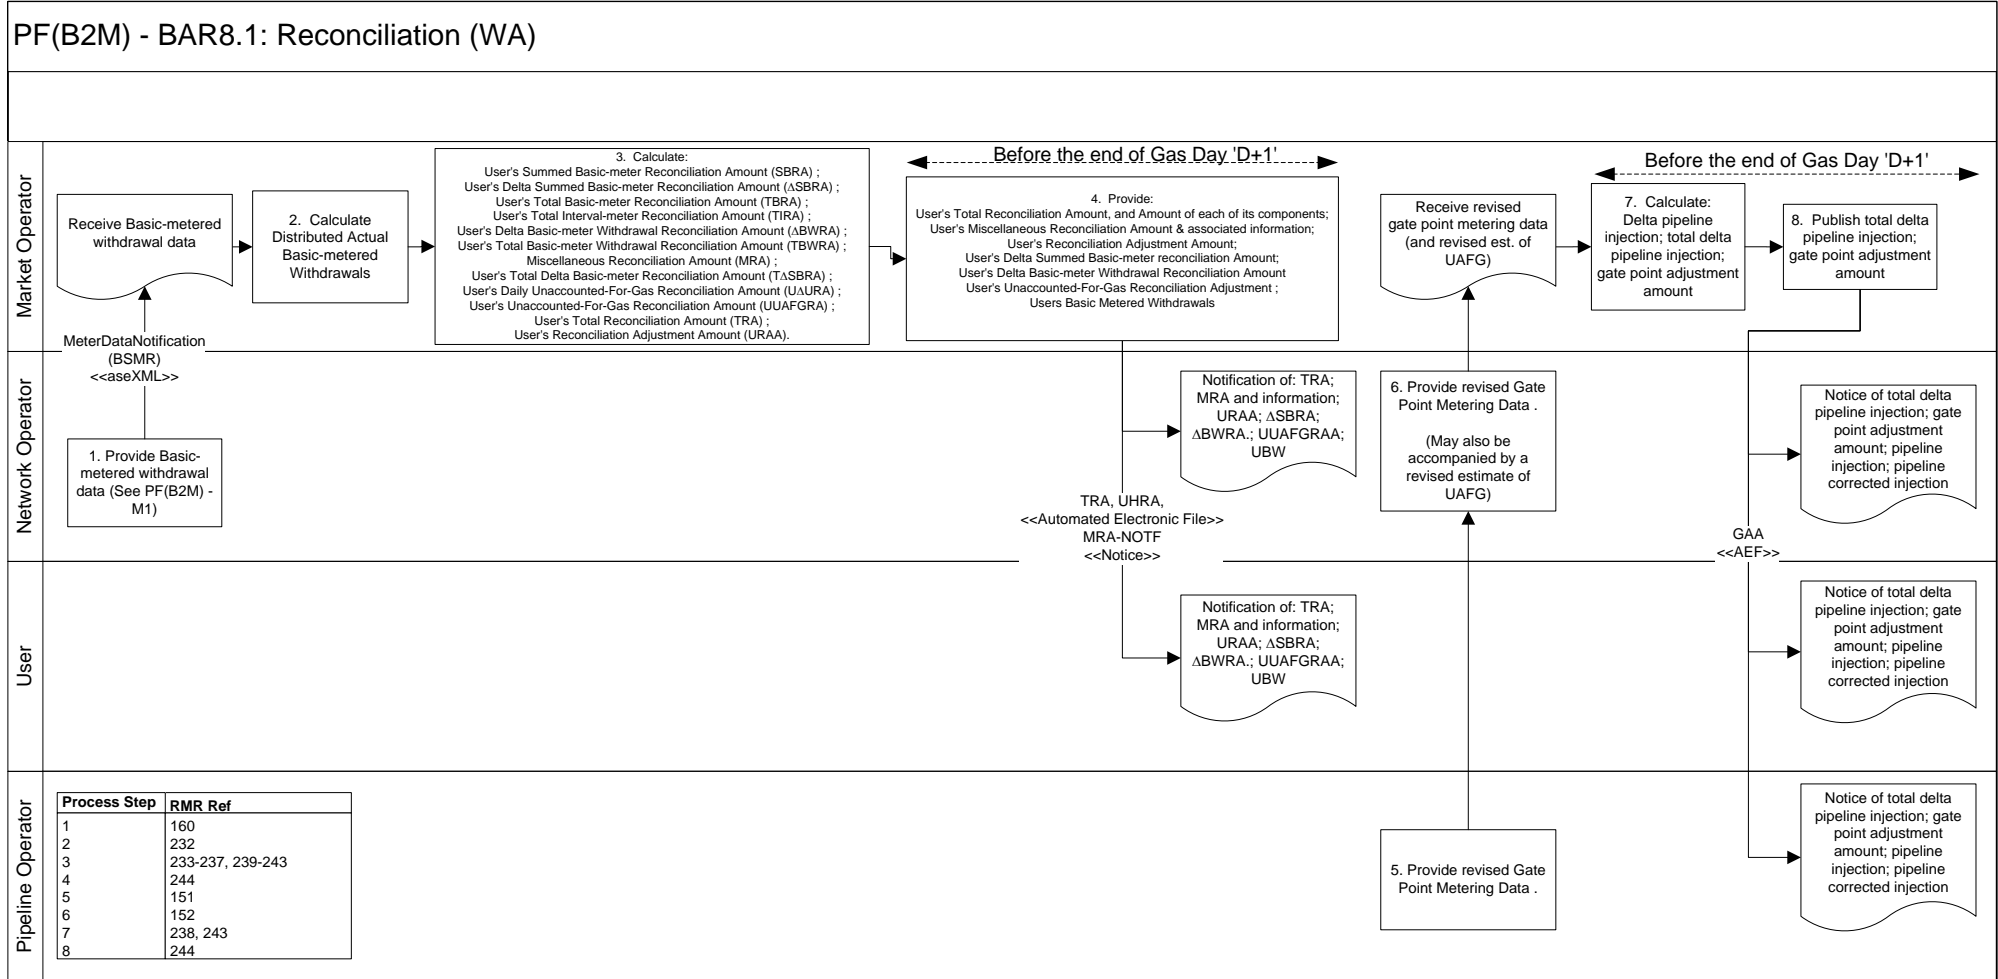 PF(B2M) - BAR8.1: Reconciliation (WA)
Market Operator
Receive Basic-metered
withdrawal data
2.  Calculate
Distributed Actual
Basic-metered
Withdrawals
3.  Calculate:
User's Summed Basic-meter Reconciliation Amount (SBRA) ;
User's Delta Summed Basic-meter Reconciliation Amount (∆SBRA) ;
User's Total Basic-meter Reconciliation Amount (TBRA) ;
User's Total Interval-meter Reconciliation Amount (TIRA) ;
User's Delta Basic-meter Withdrawal Reconciliation Amount (∆BWRA) ;
User's Total Basic-meter Withdrawal Reconciliation Amount (TBWRA) ;
Miscellaneous Reconciliation Amount (MRA) ;
User's Total Delta Basic-meter Reconciliation Amount (T∆SBRA) ;
User's Daily Unaccounted-For-Gas Reconciliation Amount (U∆URA) ;
User's Unaccounted-For-Gas Reconciliation Amount (UUAFGRA) ;
User's Total Reconciliation Amount (TRA) ;
User's Reconciliation Adjustment Amount (URAA).
Before the end of Gas Day 'D+1'
4.  Provide:
User's Total Reconciliation Amount, and Amount of each of its components;
User's Miscellaneous Reconciliation Amount & associated information;
User's Reconciliation Adjustment Amount;
User's Delta Summed Basic-meter reconciliation Amount;
User's Delta Basic-meter Withdrawal Reconciliation Amount
User's Unaccounted-For-Gas Reconciliation Adjustment ;
Users Basic Metered Withdrawals
Receive revised
gate point metering data
(and revised est. of
UAFG)
Before the end of Gas Day 'D+1'
7.  Calculate:
Delta pipeline
injection; total delta
pipeline injection;
gate point adjustment
amount
8.  Publish total delta
pipeline injection;
gate point adjustment
amount
MeterDataNotification
(BSMR)
<<aseXML>>
Network Operator
1. Provide Basic-
metered withdrawal
data (See PF(B2M) -
M1)
Notification of: TRA;
MRA and information;
URAA; ∆SBRA;
∆BWRA.; UUAFGRAA;
UBW
TRA, UHRA,
<<Automated Electronic File>>
MRA-NOTF
<<Notice>>
6. Provide revised Gate
Point Metering Data .
(May also be
accompanied by a
revised estimate of
UAFG)
Notice of total delta
pipeline injection; gate
point adjustment
amount; pipeline
injection; pipeline
corrected injection
GAA
<<AEF>>
User
Notification of: TRA;
MRA and information;
URAA; ∆SBRA;
∆BWRA.; UUAFGRAA;
UBW
Notice of total delta
pipeline injection; gate
point adjustment
amount; pipeline
injection; pipeline
corrected injection
Pipeline Operator
Process Step RMR Ref
1 160
2 232
3 233-237, 239-243
4 244
5 151
6 152
7 238, 243
8 244
5. Provide revised Gate
Point Metering Data .
Notice of total delta
pipeline injection; gate
point adjustment
amount; pipeline
injection; pipeline
corrected injection